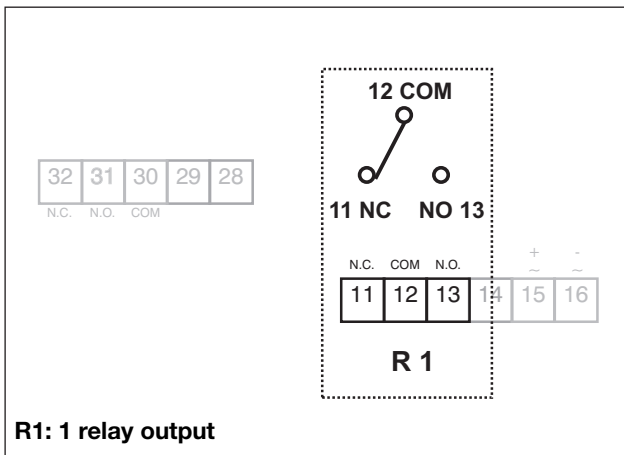 12 COM
11 NC NO 13
32 31 30 29 28
N.C. N.O. COM
N.C. COM N.O. + -
~ ~
11 12 13 14 15 16
R 1
R1: 1 relay output